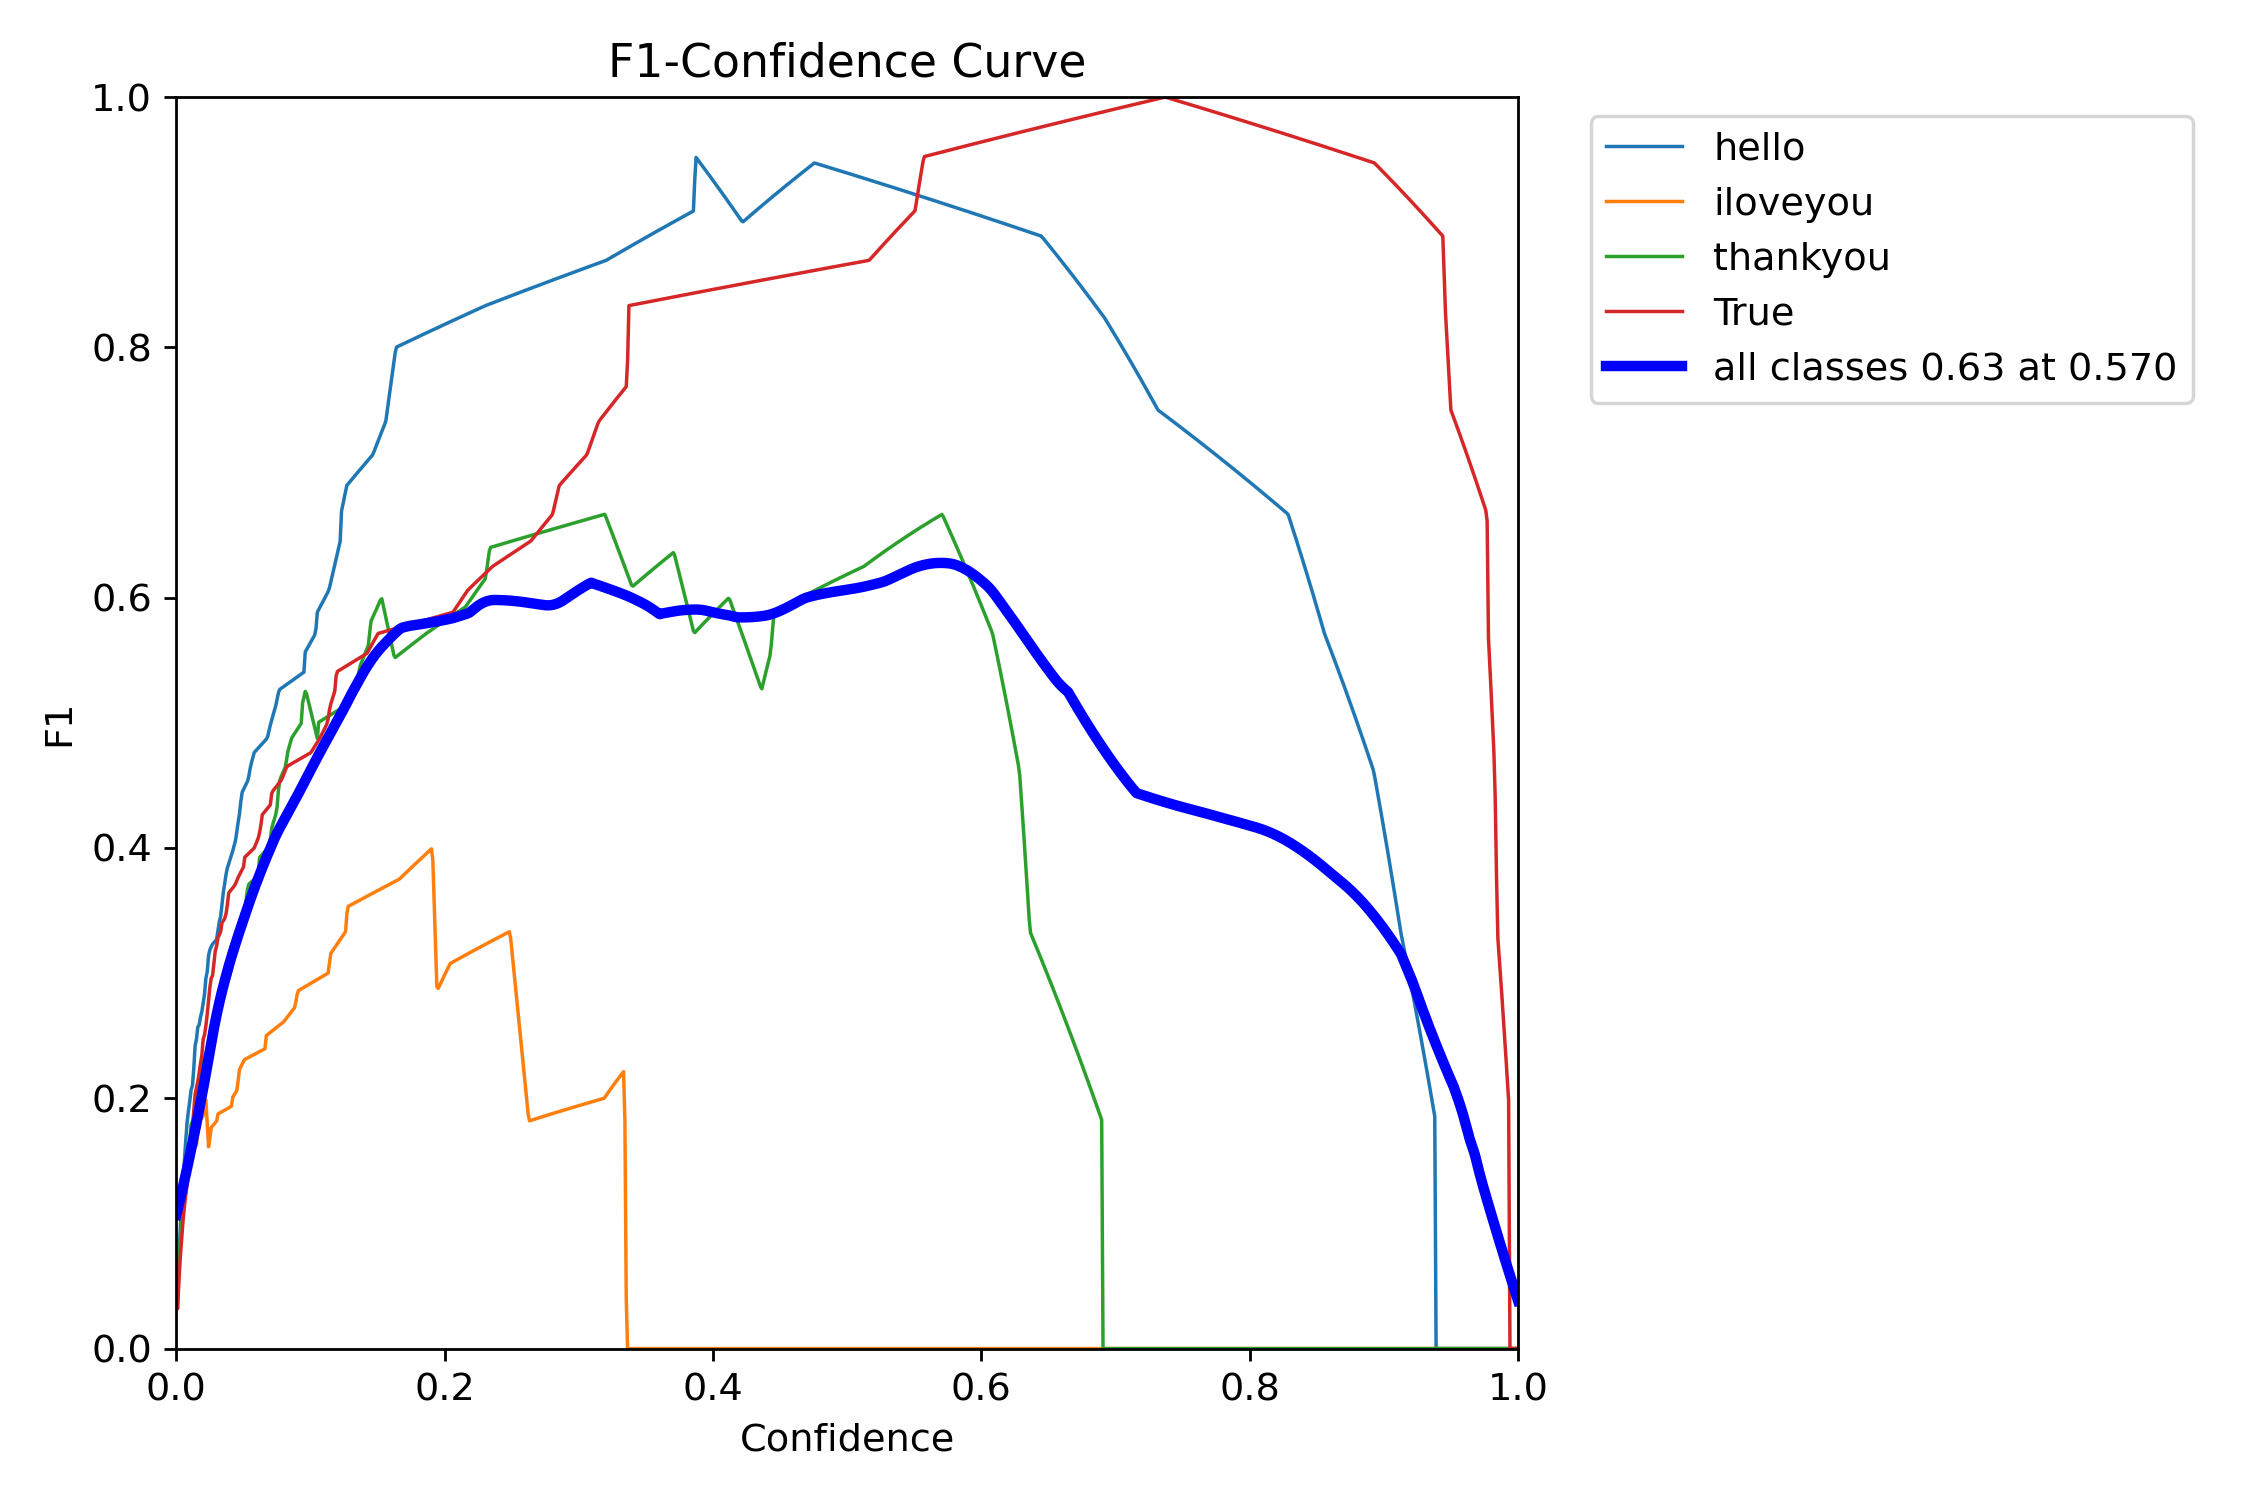 F1-Confidence Curve
1.0
0.8
0.6
0.4
0.2
0.0
F1
0.0 0.2 0.4 0.6 0.8 1.0
Confidence
hello
iloveyou
thankyou
True
all classes 0.63 at 0.570